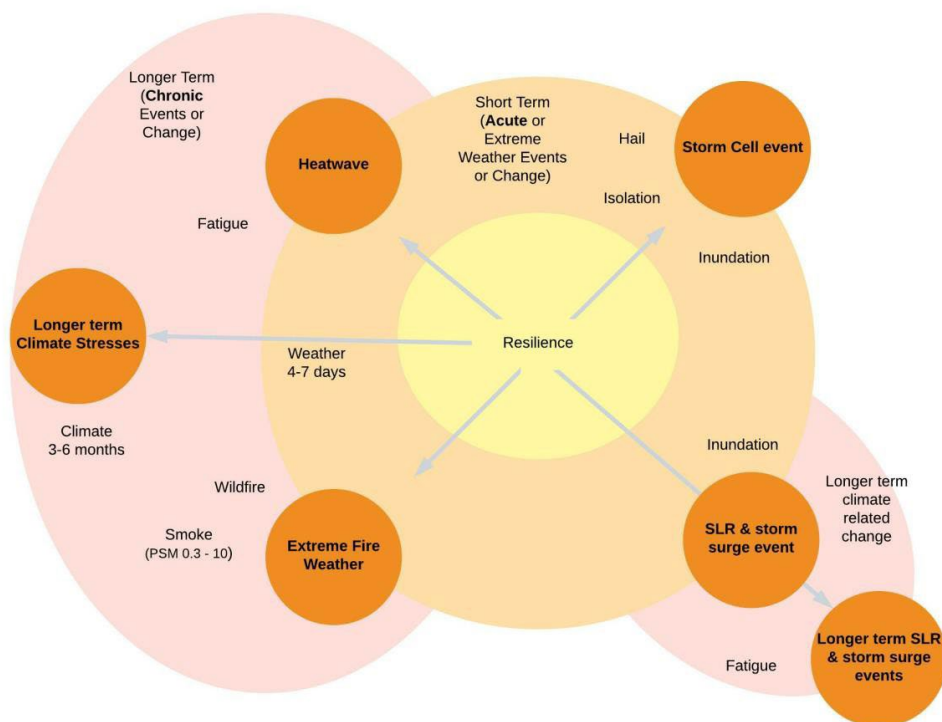 Longer Term
(Chronic
Events or
Change)
Short Term
(Acute or
Extreme
Weather Events
or Change)
Hail
Storm Cell event
Heatwave
Isolation
Fatigue
Inundation
Longer term
Climate Stresses
Resilience
Weather
4-7 days
Climate
3-6 months
Inundation
Wildfire
Longer term
climate
related
change
Smoke
(PSM 0.3 - 10)
Extreme Fire
Weather
SLR & storm
surge event
Longer term SLR
& storm surge
events
Fatigue